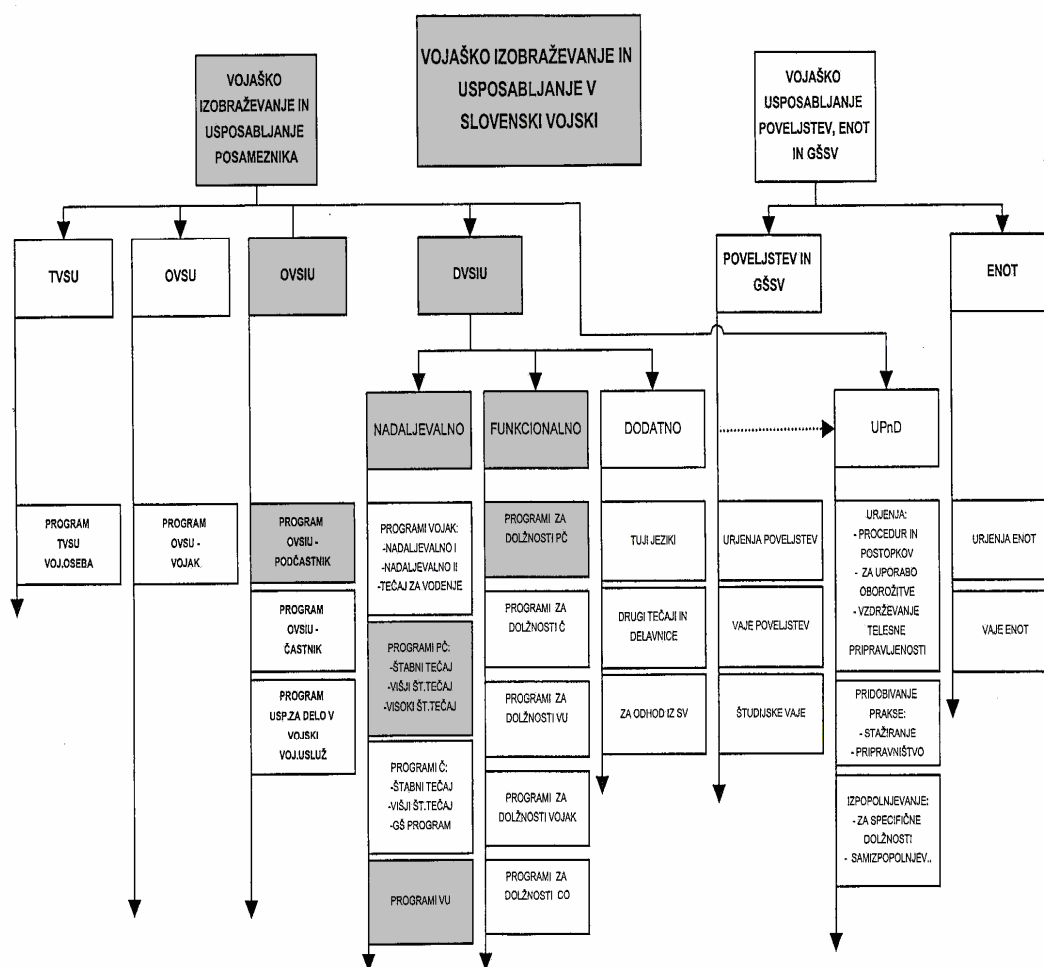 VOJAŠKO IZOBRAŽEVANJE IN
USPOSABLJANJE V
SLOVENSKI VOJSKI
VOJAŠKO
IZOBRAŽEVANJE IN
USPOSABLJANJE
POSAMEZNIKA
VOJAŠKO
USPOSABLJANJE
POVELJSTEV, ENOT
IN GŠSV
TVSU
OVSU
OVSIU
DVSIU
POVELJSTEV IN
GŠSV
ENOT
NADALJEVALNO
FUNKCIONALNO
DODATNO
UPnD
PROGRAM
TVSU
VOJ.OSEBA
PROGRAM
OVSU -
VOJAK
PROGRAM
OVSIU -
PODČASTNIK
PROGRAM
OVSIU -
ČASTNIK
PROGRAM
USP.ZA DELO V
VOJSKI
VOJ.USLUŽ
PROGRAMI VOJAK:
-NADALJEVALNO I
-NADALJEVALNO II
-TEČAJ ZA VODENJE
PROGRAMI PČ:
-ŠTABNI TEČAJ
-VIŠJI ŠT.TEČAJ
-VISOKI ŠT.TEČAJ
PROGRAMI Č:
-ŠTABNI TEČAJ
-VIŠJI ŠT.TEČAJ
-GŠ PROGRAM
PROGRAMI VU
PROGRAMI ZA
DOLŽNOSTI PČ
PROGRAMI ZA
DOLŽNOSTI Č
PROGRAMI ZA
DOLŽNOSTI VU
PROGRAMI ZA
DOLŽNOSTI VOJAK
PROGRAMI ZA
DOLŽNOSTI CO
TUJI JEZIKI
DRUGI TEČAJI IN
DELAVNICE
ZA ODHOD IZ SV
URJENJA POVELJSTEV
VAJE POVELJSTEV
ŠTUDIJSKE VAJE
URJENJA:
- PROCEDUR IN
POSTOPKOV
- ZA UPORABO
OBOROŽITVE
- VZDRŽEVANJE
TELESNE
PRIPRAVLJENOSTI
PRIDOBIVANJE
PRAKSE:
- STAŽIRANJE
- PRIPRAVNIŠTVO
IZPOPOLNJEVANJE:
- ZA SPECIFIČNE
DOLŽNOSTI
- SAMIZPOPOLNJEV..
URJENJA ENOT
VAJE ENOT